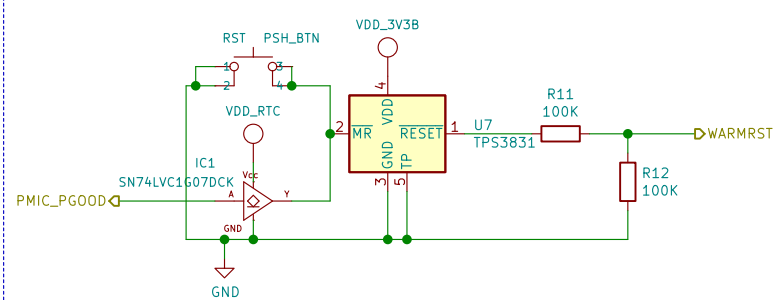 VDD_3V3B
RST PSH_BTN
1 3
2 4
VDD_RTC
4
VDD
2 MR RESET 1
U7
TPS3831
GND TP
3 5
R11
100K
WARMRST
R12
100K
IC1
SN74LVC1G07DCK
Vcc
A Y
GND
PMIC_PGOOD
GND